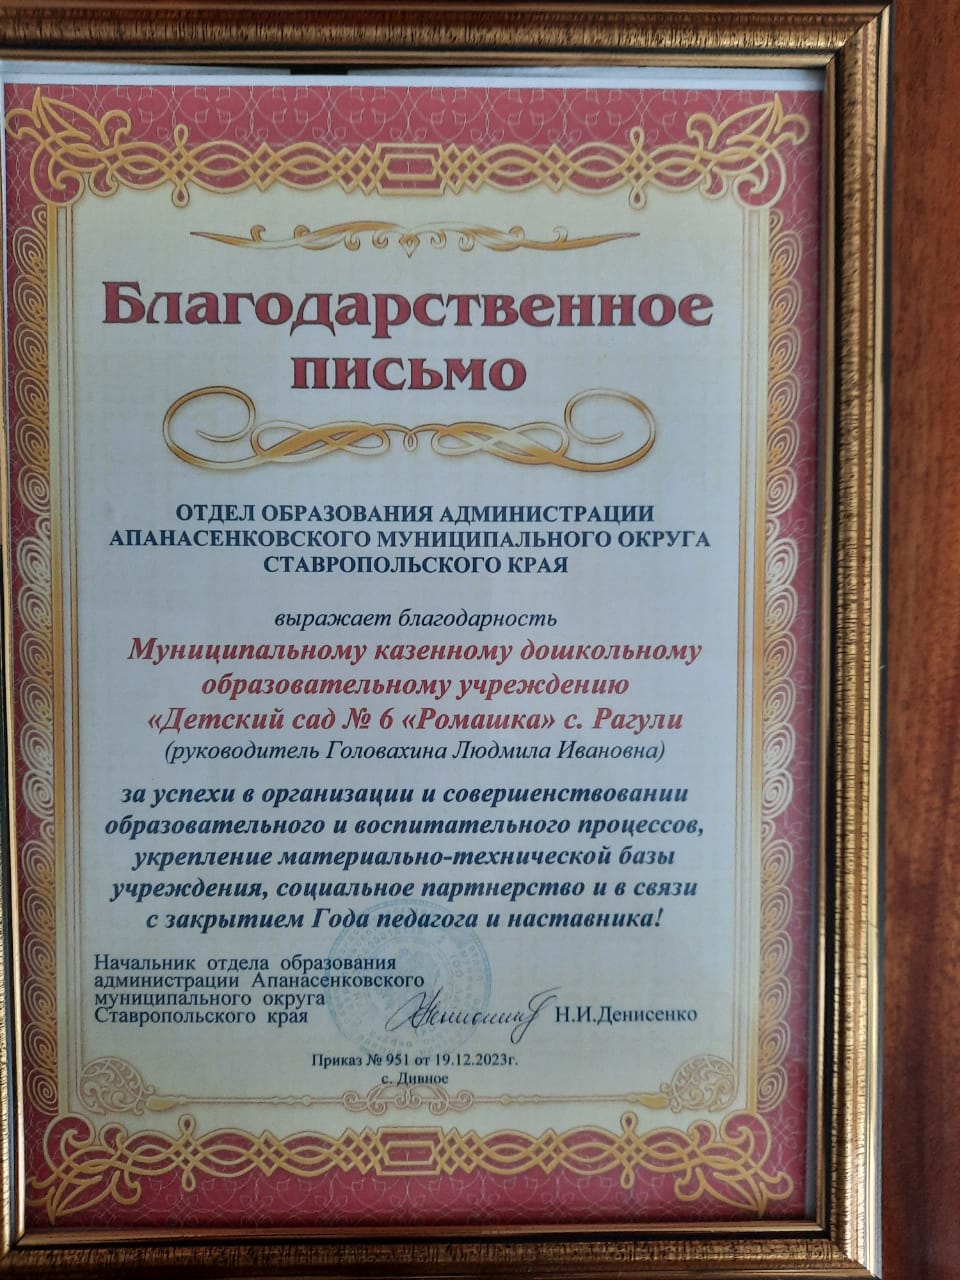 Благодарственное
письмо
ОТДЕЛ ОБРАЗОВАНИЯ АДМИНИСТРАЦИИ
АПАНАСЕНКОВСКОГО МУНИЦИПАЛЬНОГО ОКРУГА
СТАВРОПОЛЬСКОГО КРАЯ
выражает благодарность
Муниципальному казенному дошкольному
образовательному учреждению
«Детский сад № 6 «Ромашка» с. Рагули
(руководитель Головахина Людмила Ивановна)
за успехи в организации и совершенствовании
образовательного и воспитательного процессов,
укрепление материально-технической базы
учреждения, социальное партнерство и в связи
с закрытием Года педагога и наставника!
Начальник отдела образования
администрации Апанасенковского
муниципального округа
Ставропольского края
Н.И.Денисенко
Приказ № 951 от 19.12.2023г.
с. Дивное